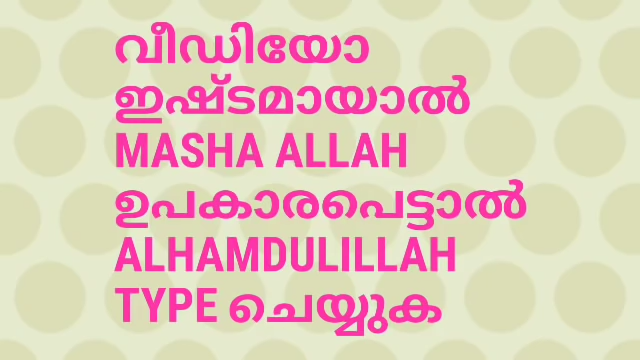 വീഡിയോ
ഇഷ്ടമായാൽ
MASHA ALLAH
ഉപകാരപെട്ടാൽ
ALHAMDULILLAH
TYPE ചെയ്യുക